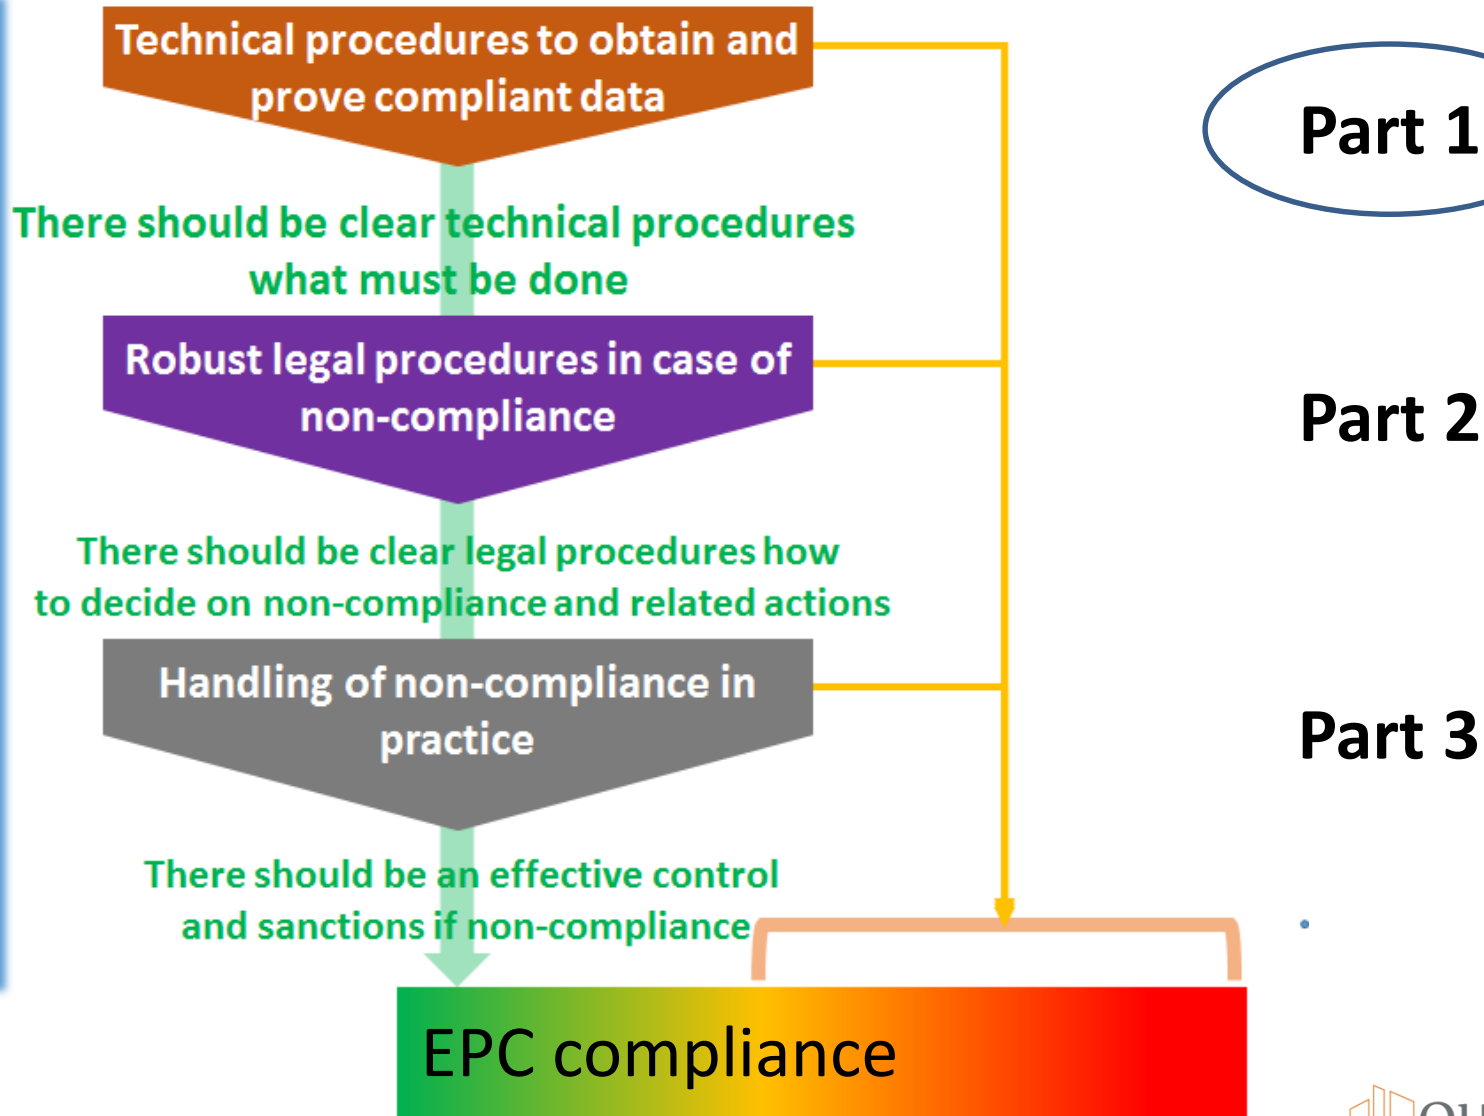 Technical procedures to obtain and
prove compliant data
Part 1
There should be clear technical procedures
what must be done
Robust legal procedures in case of
non-compliance
Part 2
There should be clear legal procedures how
to decide on non-compliance and related actions
Handling of non-compliance in
practice
Part 3
There should be an effective control
and sanctions if non-compliance
EPC compliance